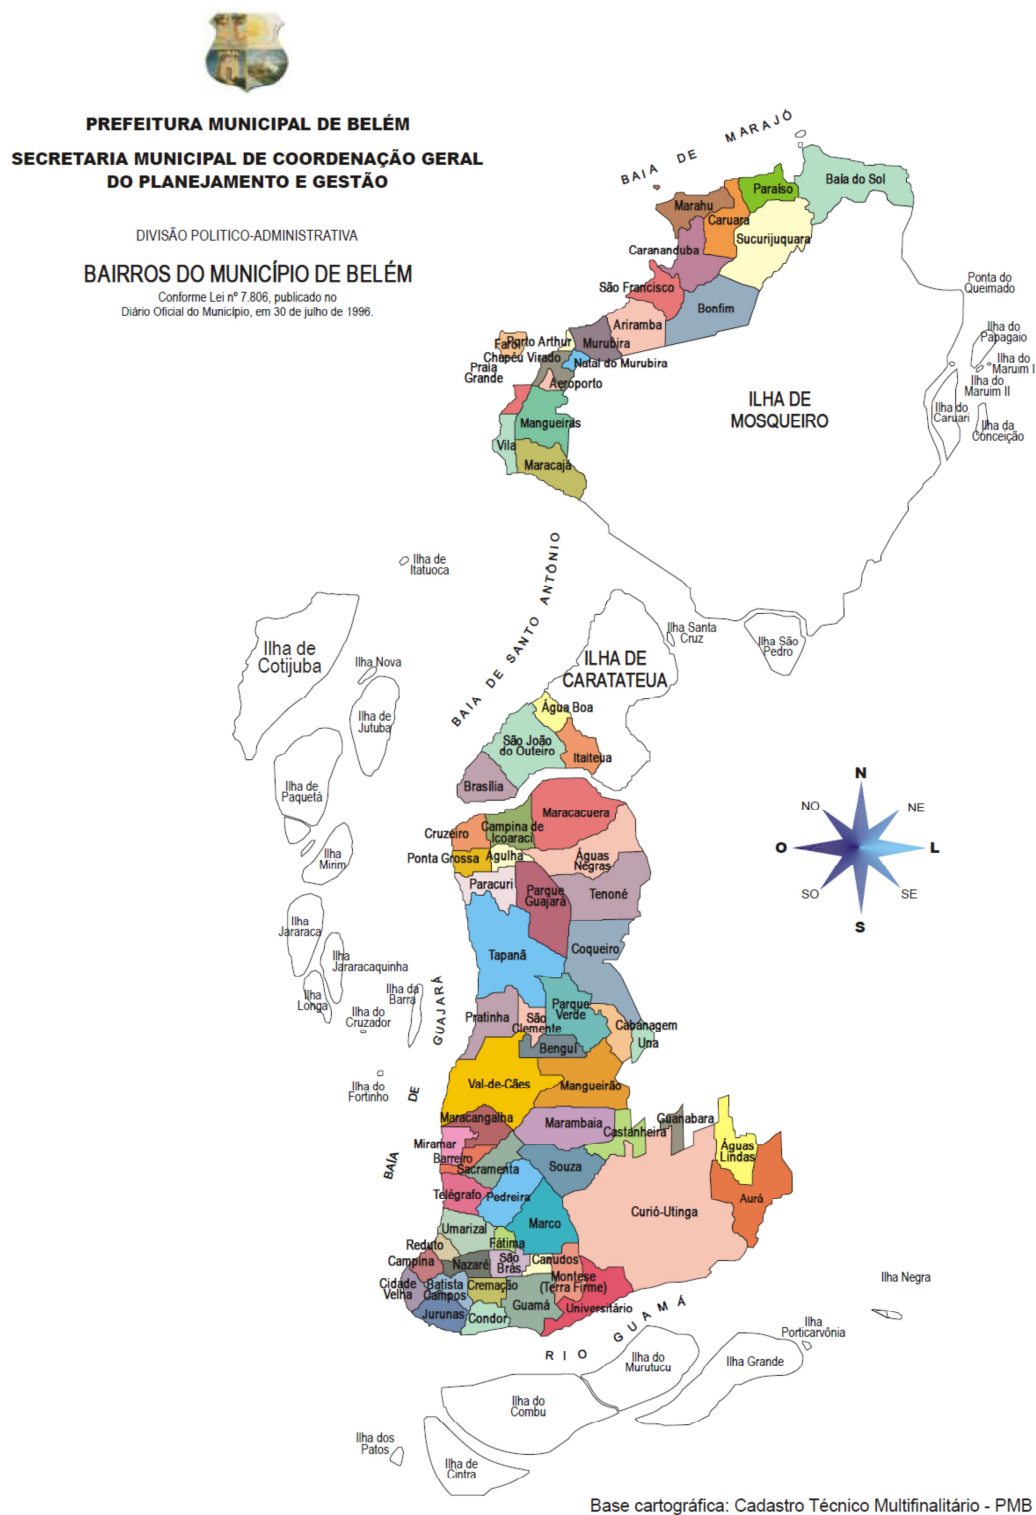 PREFEITURA MUNICIPAL DE BELÉM
SECRETARIA MUNICIPAL DE COORDENAÇÃO GERAL
DO PLANEJAMENTO E GESTÃO
DIVISÃO POLITICO-ADMINISTRATIVA
BAIRROS DO MUNICÍPIO DE BELÉM
Conforme Lei nº 7.806, publicado no
Diário Oficial do Município, em 30 de julho de 1996.
BAIA DE MARAJÓ
Baía do Sol
Paraíso
Marahu
Caruara
Sucurijuquara
Carananduba
São Francisco
Bonfim
Ariramba
Ponta do
Queimado
Ilha do
Papagaio
Ilha do
Maruim I
Ilha do
Maruim II
Ilha do
Caruari
Ilha da
Conceição
Porto Arthur
Farol
Murubira
Chapéu Virado
Natal do Murubira
Praia
Grande
Aeroporto
ILHA DE
MOSQUEIRO
Mangueiras
Vila
Maracajá
Ilha de
Itatuoca
BAIA DE SANTO ANTÔNIO
Ilha Santa
Cruz
Ilha São
Pedro
Ilha de
Cotijuba
Ilha Nova
ILHA DE
CARATATEUA
Ilha de
Jutuba
Água Boa
São João
do Outeiro
Itaiteua
Brasília
Ilha de
Paquetá
Maracacuera
Cruzeiro
Campina de
Icoaraci
Ponta Grossa
Agulha
Águas
Negras
Ilha
Mirim
Paracuri
Parque
Guajará
Tenoné
N
NO
NE
O
L
SO
SE
S
Ilha
Jararaca
Tapanã
Coqueiro
Ilha
Jararacaquinha
Ilha
Longa
Ilha da
Barra
Ilha do
Cruzador
BAÍA DE GUAJARÁ
Pratinha
São
Clemente
Parque
Verde
Cabanagem
Una
Benguí
Ilha do
Fortinho
Val-de-Cães
Mangueirão
Maracangalha
Marambaia
Castanheira
Guanabara
Miramar
Barreiro
Sacramenta
Souza
Águas
Lindas
Telégrafo
Pedreira
Curió-Utinga
Aurá
Umarizal
Marco
Reduto
Fátima
Campina
Nazaré
São
Brás
Canudos
Cidade
Velha
Batista
Campos
Cremação
Montese
(Terra Firme)
Guamá
Universitário
Jurunas
Condor
RIO GUAMÁ
Ilha Negra
Ilha
Porticarvônia
Ilha do
Murutucu
Ilha Grande
Ilha do
Combu
Ilha dos
Patos
Ilha de
Cintra
Base cartográfica: Cadastro Técnico Multifinalitário - PMB